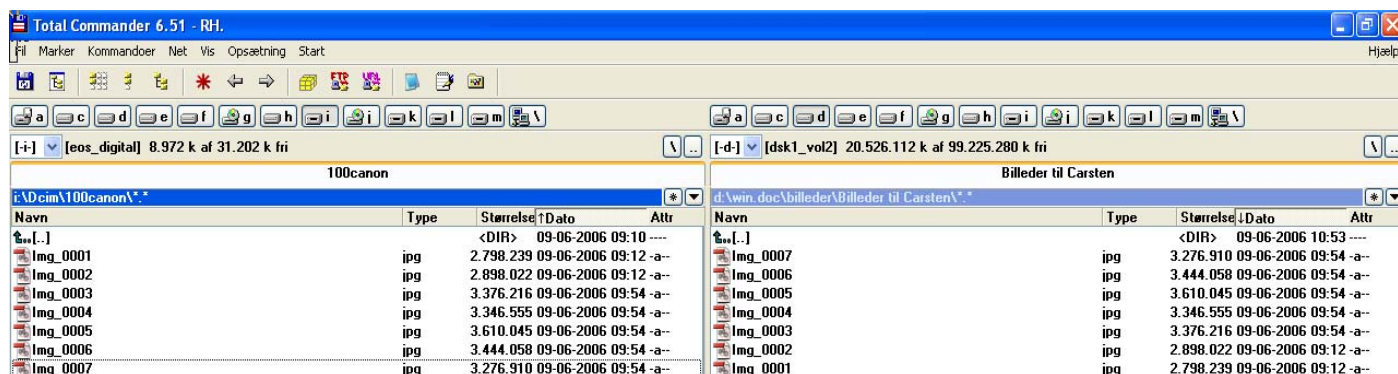 Total Commander 6.51 - RH.
Fil Marker Kommandoer Net Vis Opsætning Start Hjælp
FTP URL
a c d e f g h i j k l m \ a c d e f g h i j k l m \
[-i-] [eos_digital] 8.972 k af 31.202 k fri \ .. [-d-] [dsk1_vol2] 20.526.112 k af 99.225.280 k fri \ ..
100canon Billeder til Carsten
i:\Dcim\100canon\*.* * d:\win.doc\billeder\Billeder til Carsten\*.* *
Navn Type Størrelse ↑Dato Attr Navn Type Størrelse ↓Dato Attr
[..] <DIR> 09-06-2006 09:10 ---- [..] <DIR> 09-06-2006 10:53 ----
Img_0001 jpg 2.798.239 09-06-2006 09:12 -a-- Img_0007 jpg 3.276.910 09-06-2006 09:54 -a--
Img_0002 jpg 2.898.022 09-06-2006 09:12 -a-- Img_0006 jpg 3.444.058 09-06-2006 09:54 -a--
Img_0003 jpg 3.376.216 09-06-2006 09:54 -a-- Img_0005 jpg 3.610.045 09-06-2006 09:54 -a--
Img_0004 jpg 3.346.555 09-06-2006 09:54 -a-- Img_0004 jpg 3.346.555 09-06-2006 09:54 -a--
Img_0005 jpg 3.610.045 09-06-2006 09:54 -a-- Img_0003 jpg 3.376.216 09-06-2006 09:54 -a--
Img_0006 jpg 3.444.058 09-06-2006 09:54 -a-- Img_0002 jpg 2.898.022 09-06-2006 09:12 -a--
Img_0007 jpg 3.276.910 09-06-2006 09:54 -a-- Img_0001 jpg 2.798.239 09-06-2006 09:12 -a--